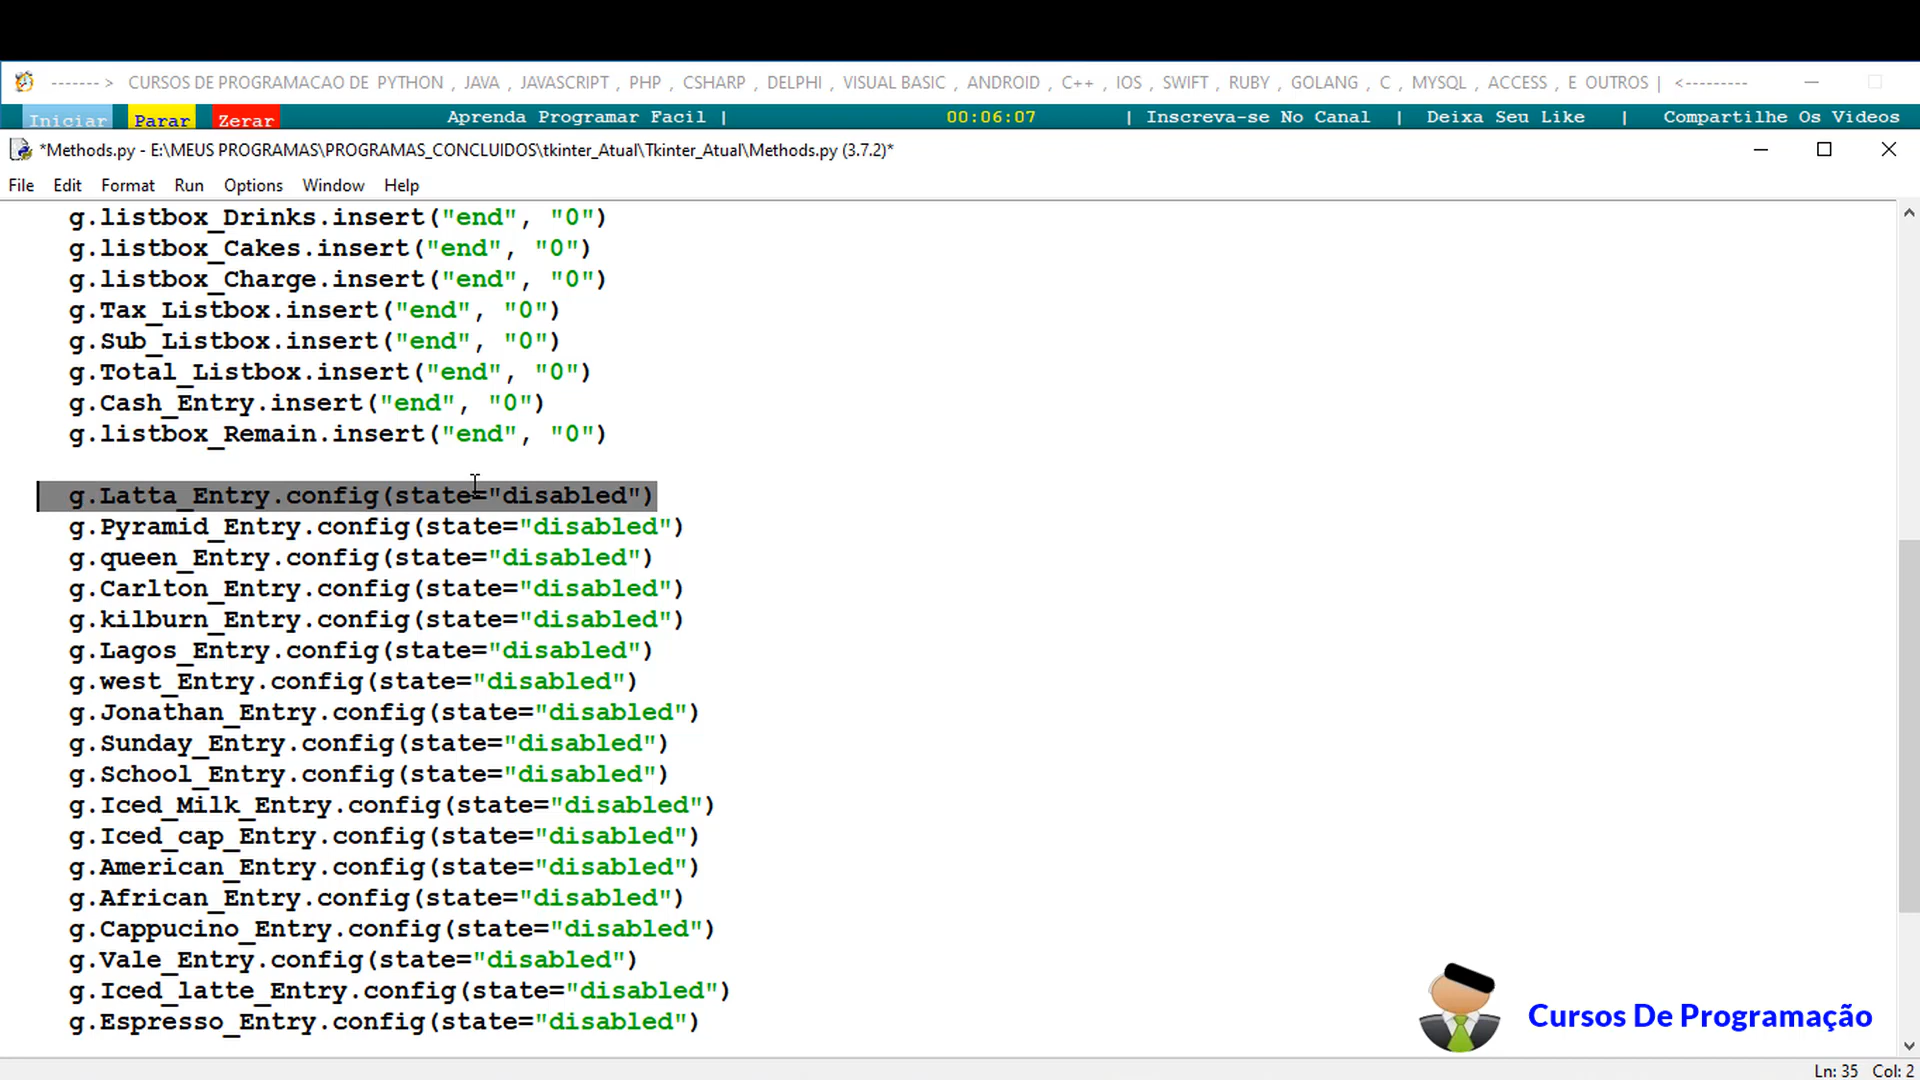 ------- > CURSOS DE PROGRAMACAO DE PYTHON , JAVA , JAVASCRIPT , PHP , CSHARP , DELPHI , VISUAL BASIC , ANDROID , C++ , IOS , SWIFT , RUBY , GOLANG , C , MYSQL , ACCESS , E OUTROS | <---------
Iniciar Parar Zerar Aprenda Programar Facil | 00:06:07 | Inscreva-se No Canal | Deixa Seu Like | Compartilhe Os Videos
*Methods.py - E:\MEUS PROGRAMAS\PROGRAMAS_CONCLUIDOS\tkinter_Atual\Tkinter_Atual\Methods.py (3.7.2)*
File Edit Format Run Options Window Help
g.listbox_Drinks.insert("end", "0")
g.listbox_Cakes.insert("end", "0")
g.listbox_Charge.insert("end", "0")
g.Tax_Listbox.insert("end", "0")
g.Sub_Listbox.insert("end", "0")
g.Total_Listbox.insert("end", "0")
g.Cash_Entry.insert("end", "0")
g.listbox_Remain.insert("end", "0")
g.Latta_Entry.config(state="disabled")
g.Pyramid_Entry.config(state="disabled")
g.queen_Entry.config(state="disabled")
g.Carlton_Entry.config(state="disabled")
g.kilburn_Entry.config(state="disabled")
g.Lagos_Entry.config(state="disabled")
g.west_Entry.config(state="disabled")
g.Jonathan_Entry.config(state="disabled")
g.Sunday_Entry.config(state="disabled")
g.School_Entry.config(state="disabled")
g.Iced_Milk_Entry.config(state="disabled")
g.Iced_cap_Entry.config(state="disabled")
g.American_Entry.config(state="disabled")
g.African_Entry.config(state="disabled")
g.Cappucino_Entry.config(state="disabled")
g.Vale_Entry.config(state="disabled")
g.Iced_latte_Entry.config(state="disabled")
g.Espresso_Entry.config(state="disabled")
Cursos De Programação
Ln: 35 Col: 2